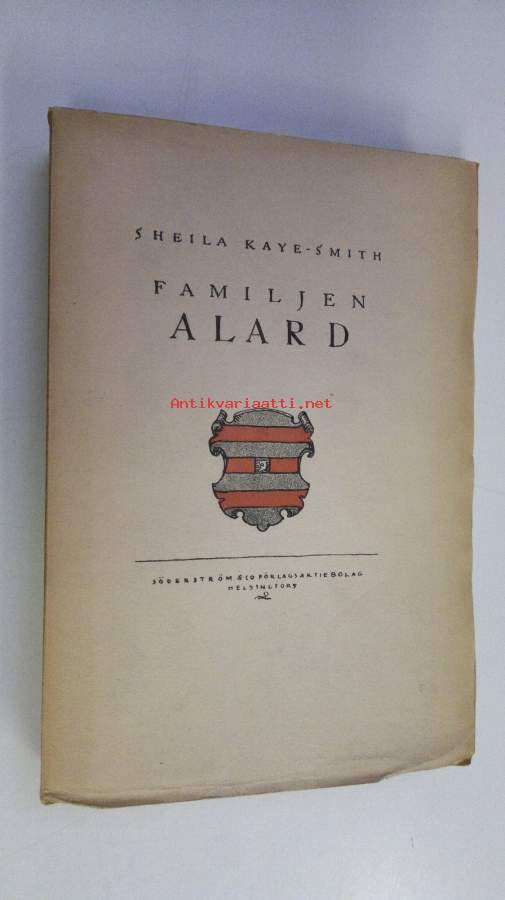 SHEILA KAYE-SMITH
FAMILJEN
ALARD
Antikvariaatti.net
SÖDERSTRÖM & CO FÖRLAGSAKTIEBOLAG
HELSINGFORS